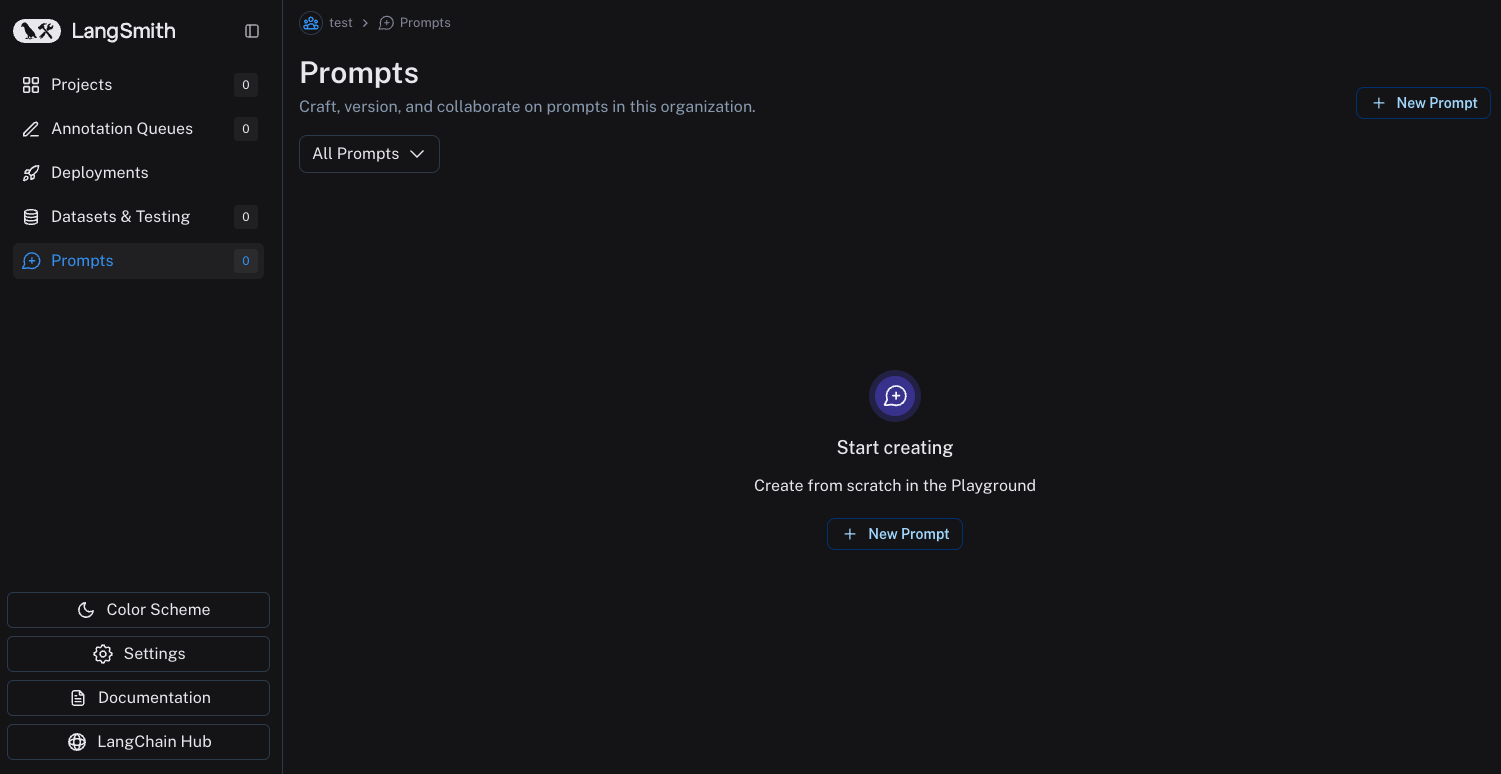 LangSmith
Projects 0
Annotation Queues 0
Deployments
Datasets & Testing 0
Prompts 0
Color Scheme
Settings
Documentation
LangChain Hub
test > Prompts
Prompts
Craft, version, and collaborate on prompts in this organization.
+ New Prompt
All Prompts
Start creating
Create from scratch in the Playground
+ New Prompt